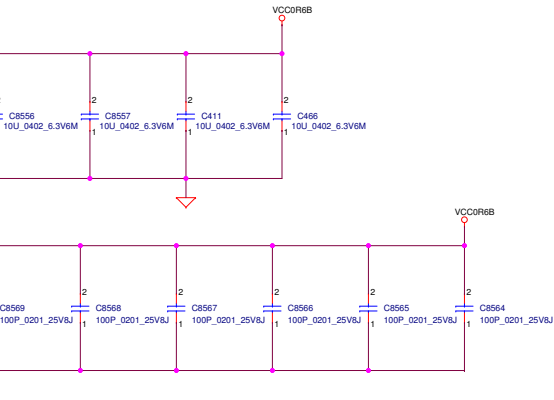 VCC0R6B
2 2 2
C8556 C8557 C411 C466
10U_0402_6.3V6M 10U_0402_6.3V6M 10U_0402_6.3V6M 10U_0402_6.3V6M
1 1 1
VCC0R6B
2 2 2 2 2
C8569 C8568 C8567 C8566 C8565 C8564
100P_0201_25V8J 100P_0201_25V8J 100P_0201_25V8J 100P_0201_25V8J 100P_0201_25V8J 100P_0201_25V8J
1 1 1 1 1